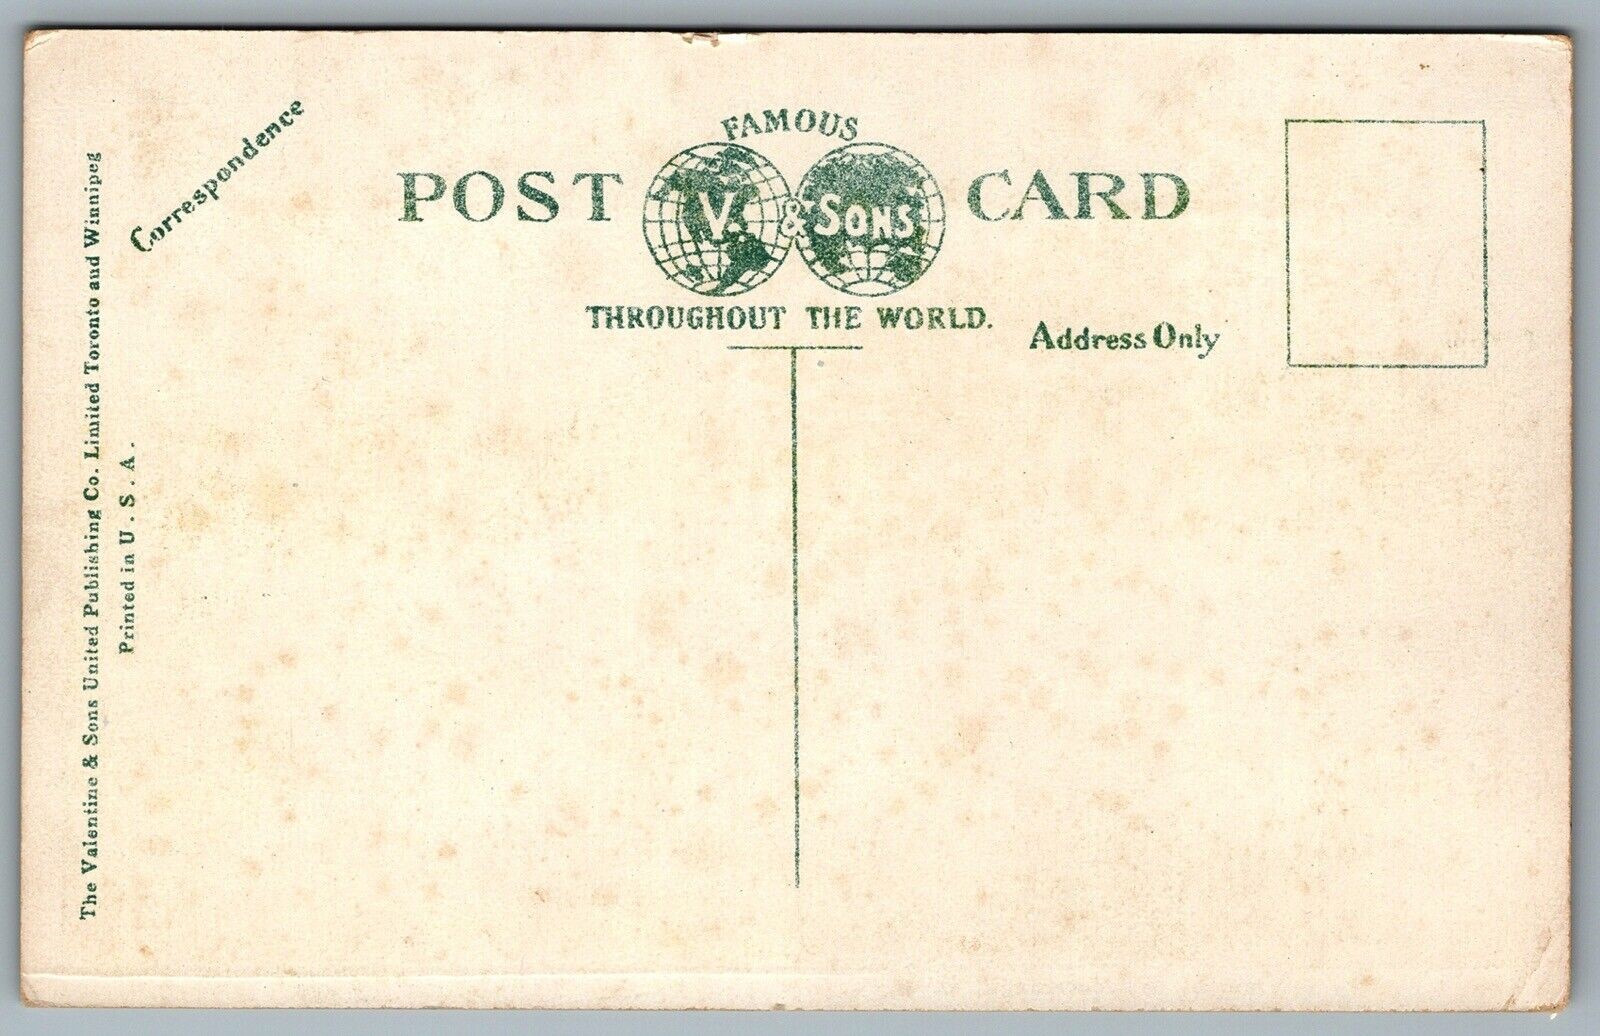 FAMOUS
POST V. & SONS CARD
THROUGHOUT THE WORLD.
Correspondence
Address Only
The Valentine & Sons United Publishing Co. Limited Toronto and Winnipeg
Printed in U.S.A.